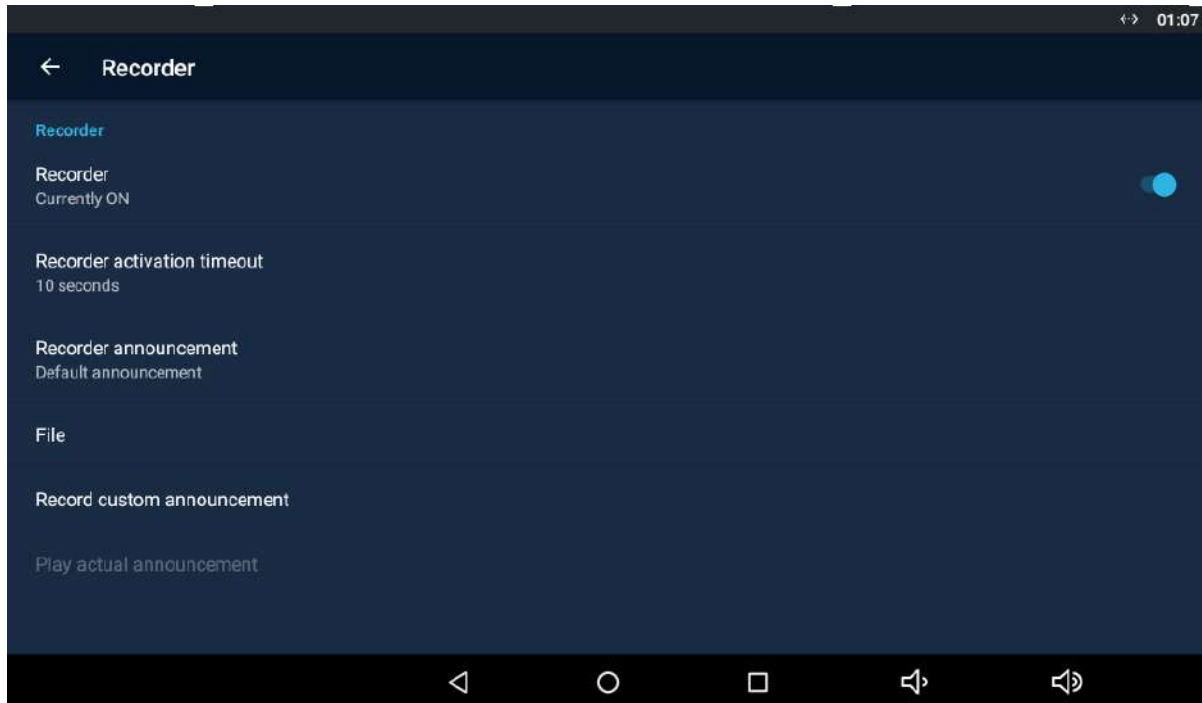 01:07
Recorder
Recorder
Recorder
Currently ON
Recorder activation timeout
10 seconds
Recorder announcement
Default announcement
File
Record custom announcement
Play actual announcement